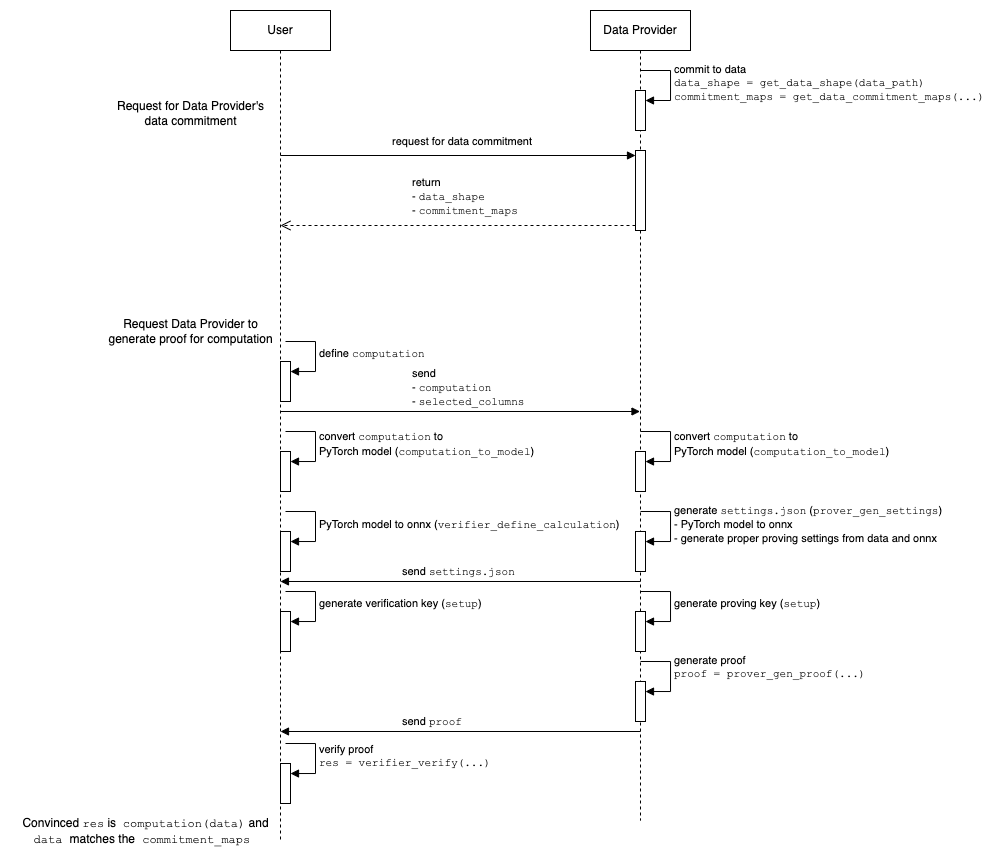 User
Data Provider
commit to data
data_shape = get_data_shape(data_path)
commitment_maps = get_data_commitment_maps(...)
Request for Data Provider's
data commitment
request for data commitment
return
- data_shape
- commitment_maps
Request Data Provider to
generate proof for computation
define computation
send
- computation
- selected_columns
convert computation to
PyTorch model (computation_to_model)
convert computation to
PyTorch model (computation_to_model)
PyTorch model to onnx (verifier_define_calculation)
generate settings.json (prover_gen_settings)
- PyTorch model to onnx
- generate proper proving settings from data and onnx
send settings.json
generate verification key (setup)
generate proving key (setup)
generate proof
proof = prover_gen_proof(...)
send proof
verify proof
res = verifier_verify(...)
Convinced res is computation(data) and
data matches the commitment_maps